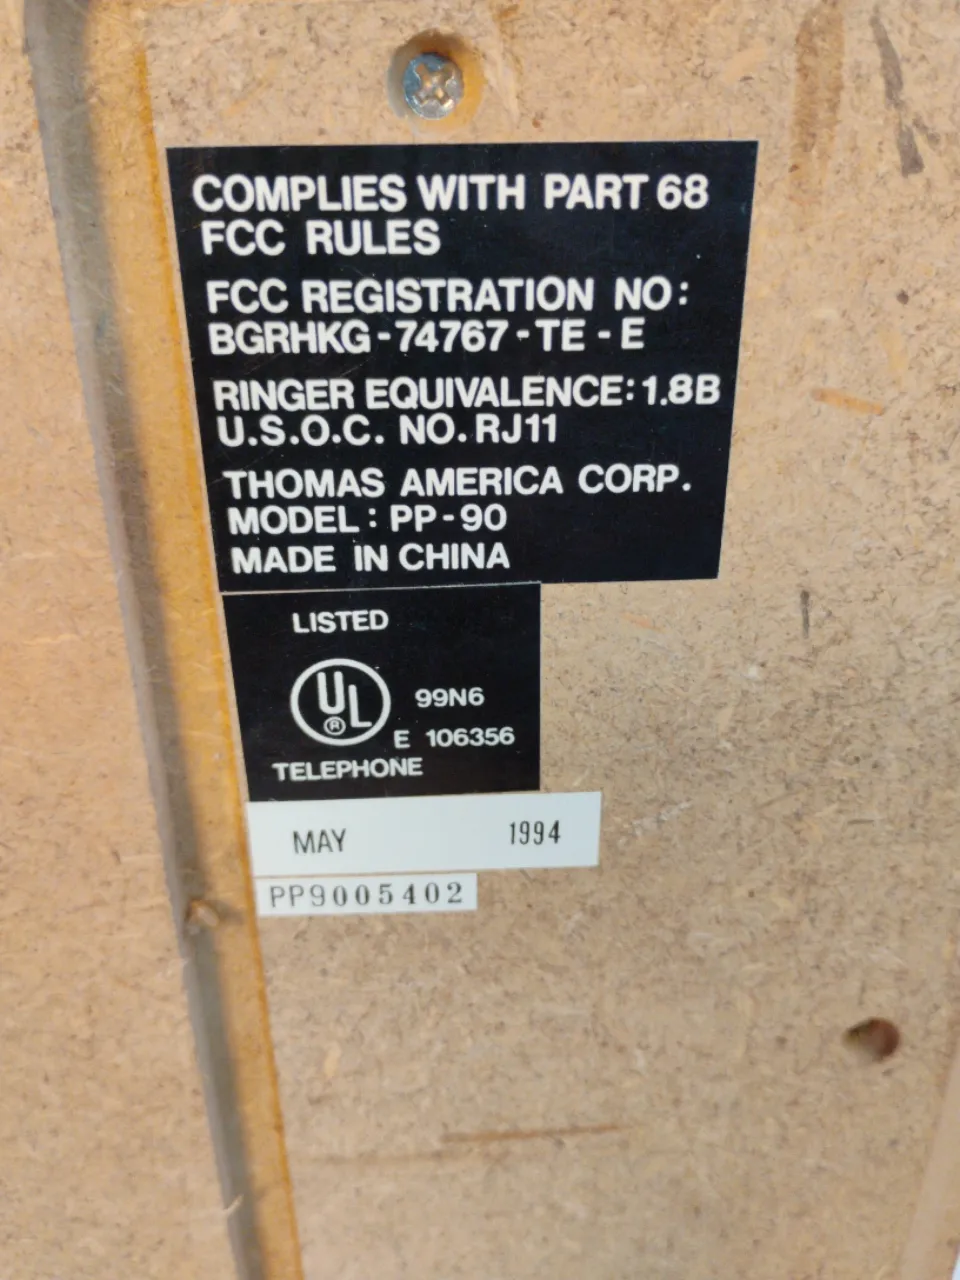 COMPLIES WITH PART 68
FCC RULES
FCC REGISTRATION NO:
BGRHKG-74767-TE-E
RINGER EQUIVALENCE: 1.8B
U.S.O.C. NO. RJ11
THOMAS AMERICA CORP.
MODEL: PP-90
MADE IN CHINA
LISTED
UL ®
99N6
E 106356
TELEPHONE
MAY 1994
PP9005402